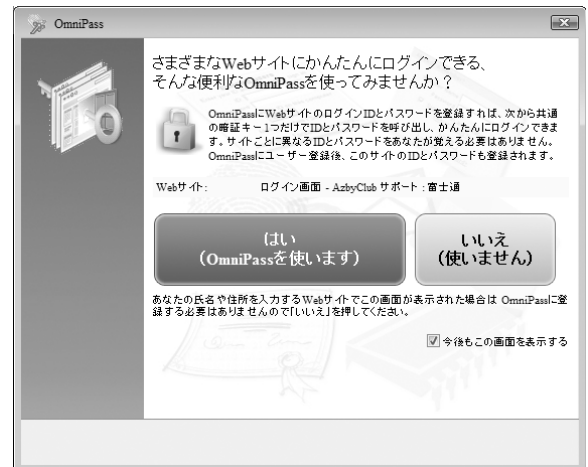 OmniPass
さまざまなWebサイトにかんたんにログインできる、
そんな便利なOmniPassを使ってみませんか？
OmniPassにWebサイトのログインIDとパスワードを登録すれば、次から共通
の暗証キー1つだけでIDとパスワードを呼び出し、かんたんにログインできま
す。サイトごとに異なるIDとパスワードをあなたが覚える必要はありません。
OmniPassにユーザー登録後、このサイトのIDとパスワードも登録されます。
Webサイト: ログイン画面 - AzbyClub サポート : 富士通
はい
(OmniPassを使います)
いいえ
(使いません)
あなたの氏名や住所を入力するWebサイトでこの画面が表示された場合は OmniPassに登
録する必要はありませんので「いいえ」を押してください。
今後もこの画面を表示する